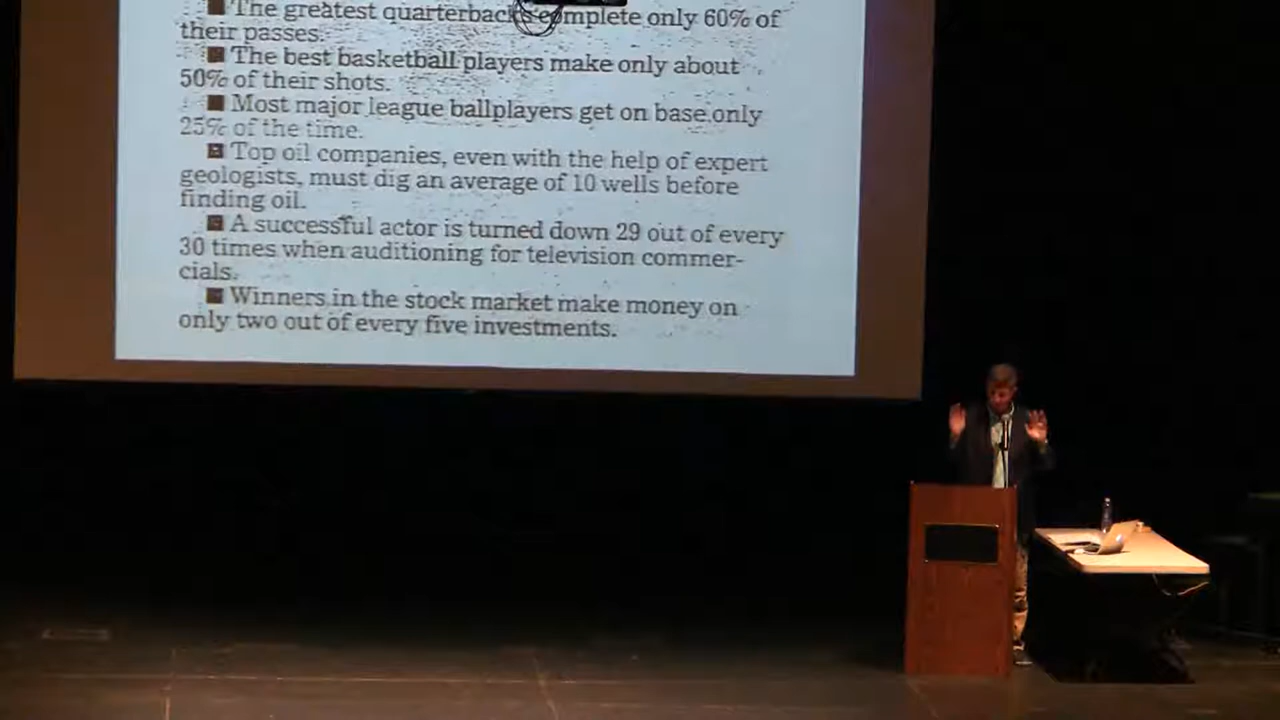 ■ The greatest quarterbacks complete only 60% of
their passes.
■ The best basketball players make only about
50% of their shots.
■ Most major league ballplayers get on base only
25% of the time.
■ Top oil companies, even with the help of expert
geologists, must dig an average of 10 wells before
finding oil.
■ A successful actor is turned down 29 out of every
30 times when auditioning for television commer-
cials.
■ Winners in the stock market make money on
only two out of every five investments.